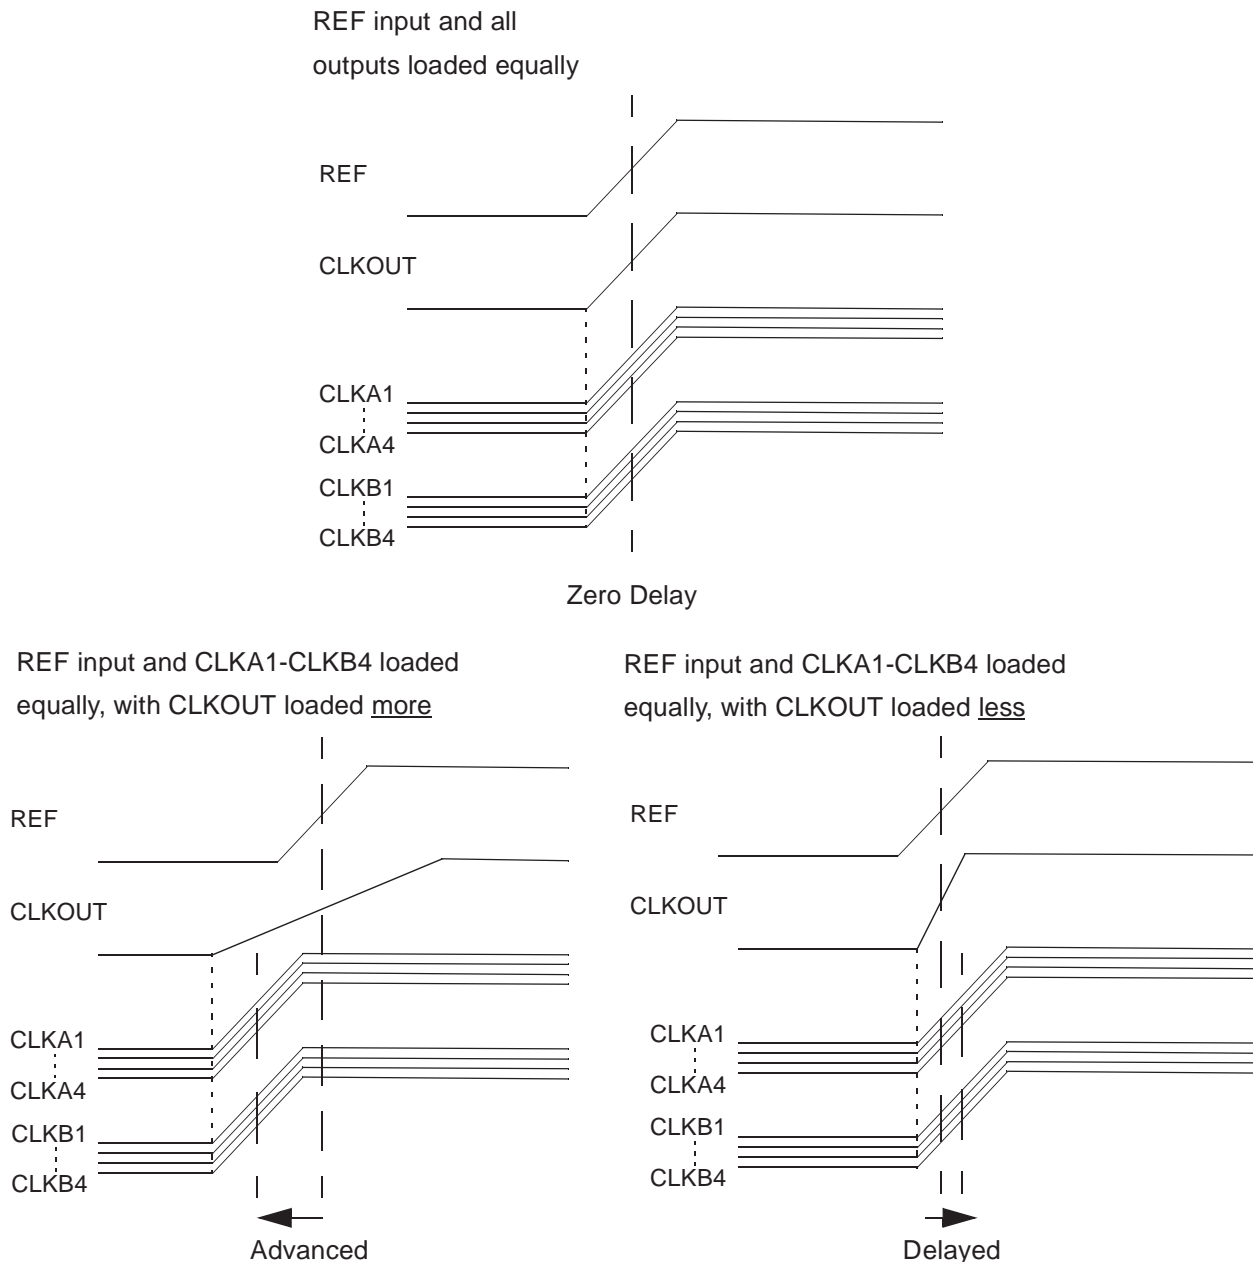 REF input and all
outputs loaded equally
REF
CLKOUT
CLKA1
CLKA4
CLKB1
CLKB4
Zero Delay
REF input and CLKA1-CLKB4 loaded
equally, with CLKOUT loaded more
REF
CLKOUT
CLKA1
CLKA4
CLKB1
CLKB4
Advanced
REF input and CLKA1-CLKB4 loaded
equally, with CLKOUT loaded less
REF
CLKOUT
CLKA1
CLKA4
CLKB1
CLKB4
Delayed